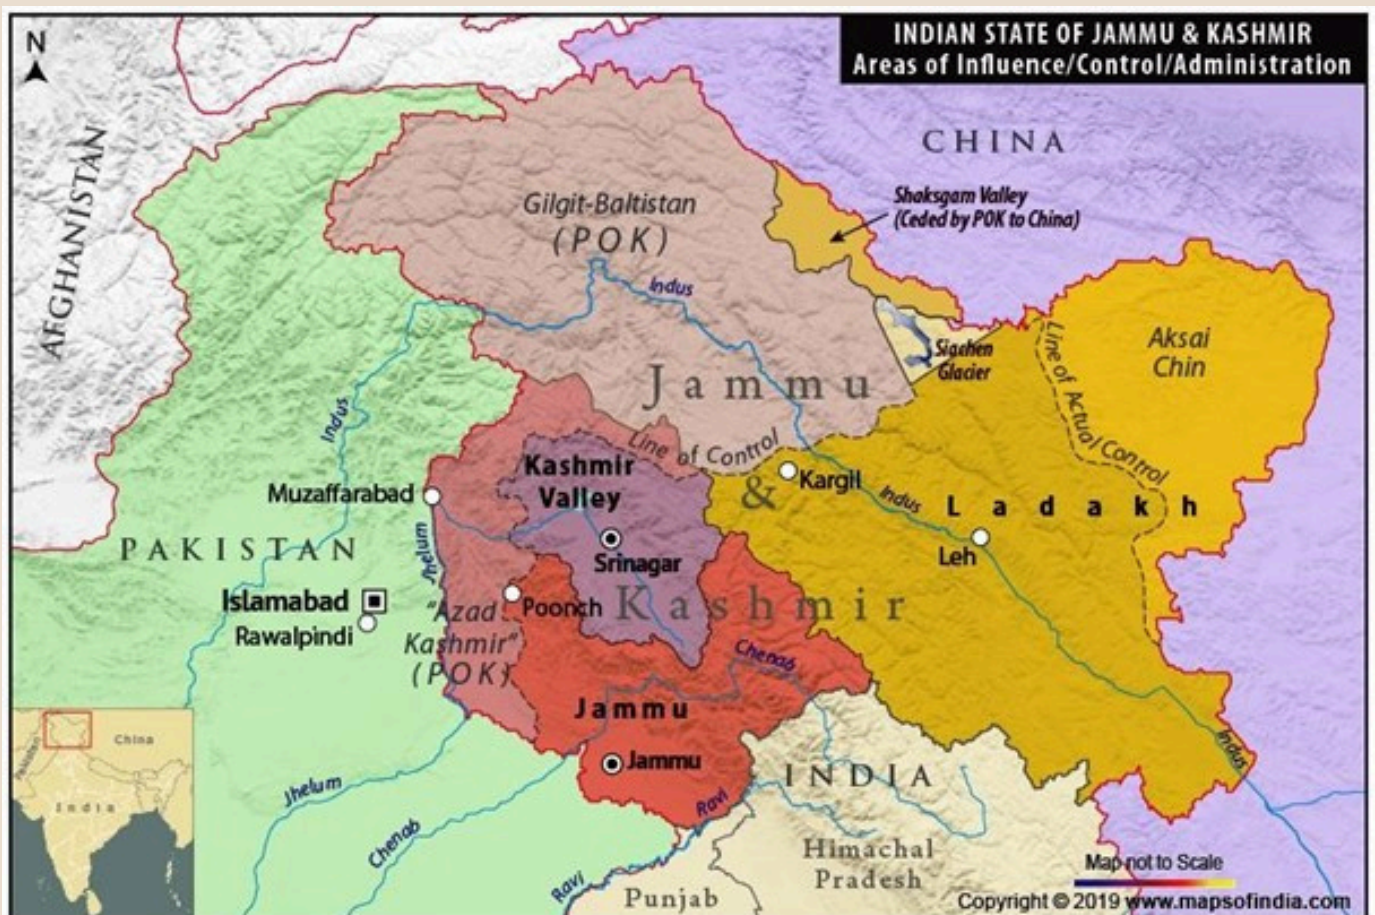 INDIAN STATE OF JAMMU & KASHMIR
Areas of Influence/Control/Administration
N
CHINA
AFGHANISTAN
Shaksgam Valley
(Ceded by POK to China)
Gilgit-Baltistan
(POK)
Indus
Siachen
Glacier
Aksai
Chin
Line of Actual Control
Jammu
Indus
Line of Control
Kashmir
Valley
Kargil
&
Indus
Ladakh
Muzaffarabad
Jhelum
Srinagar
Leh
PAKISTAN
Islamabad
Rawalpindi
Poonch
Kashmir
"Azad
Kashmir"
(POK)
Chenab
Jammu
Jammu
Indus
INDIA
Jhelum
Chenab
Ravi
Ravi
Himachal
Pradesh
Punjab
Pakistan
China
India
Map not to Scale
Copyright © 2019 www.mapsofindia.com